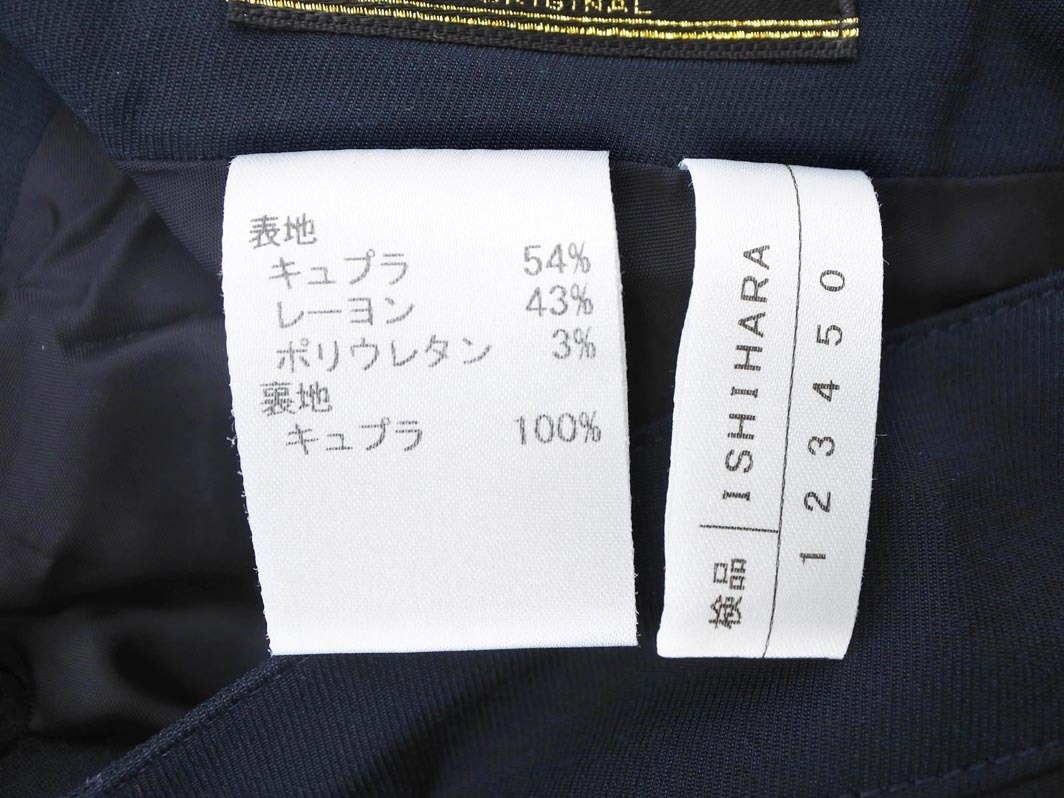 ORIGINAL
表地
キュプラ 54%
レーヨン 43%
ポリウレタン 3%
裏地
キュプラ 100%
検品 ISHIHARA
1 2 3 4 5 0